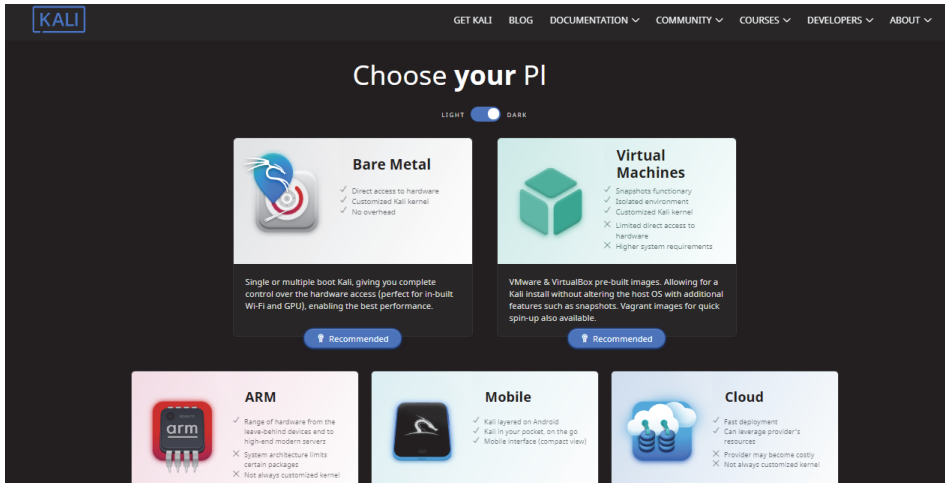 KALI
GET KALI BLOG DOCUMENTATION COMMUNITY COURSES DEVELOPERS ABOUT
Choose your Pl
LIGHT DARK
Bare Metal
Direct access to hardware
Customized Kali kernel
No overhead
Single or multiple boot Kali, giving you complete
control over the hardware access (perfect for in-built
Wi-Fi and GPU), enabling the best performance.
Recommended
Virtual
Machines
Snapshots functionary
Isolated environment
Customized Kali kernel
Limited direct access to
hardware
Higher system requirements
VMware & VirtualBox pre-built images. Allowing for a
Kali install without altering the host OS with additional
features such as snapshots. Vagrant images for quick
spin-up also available.
Recommended
arm
ARM
Range of hardware from the
leave-behind devices end to
high-end modern servers
System architecture limits
certain packages
Not always customized kernel
Mobile
Kali layered on Android
Kali in your pocket, on the go
Mobile interface (compact view)
Cloud
Fast deployment
Can leverage provider's
resources
Provider may become costly
Not always customized kernel